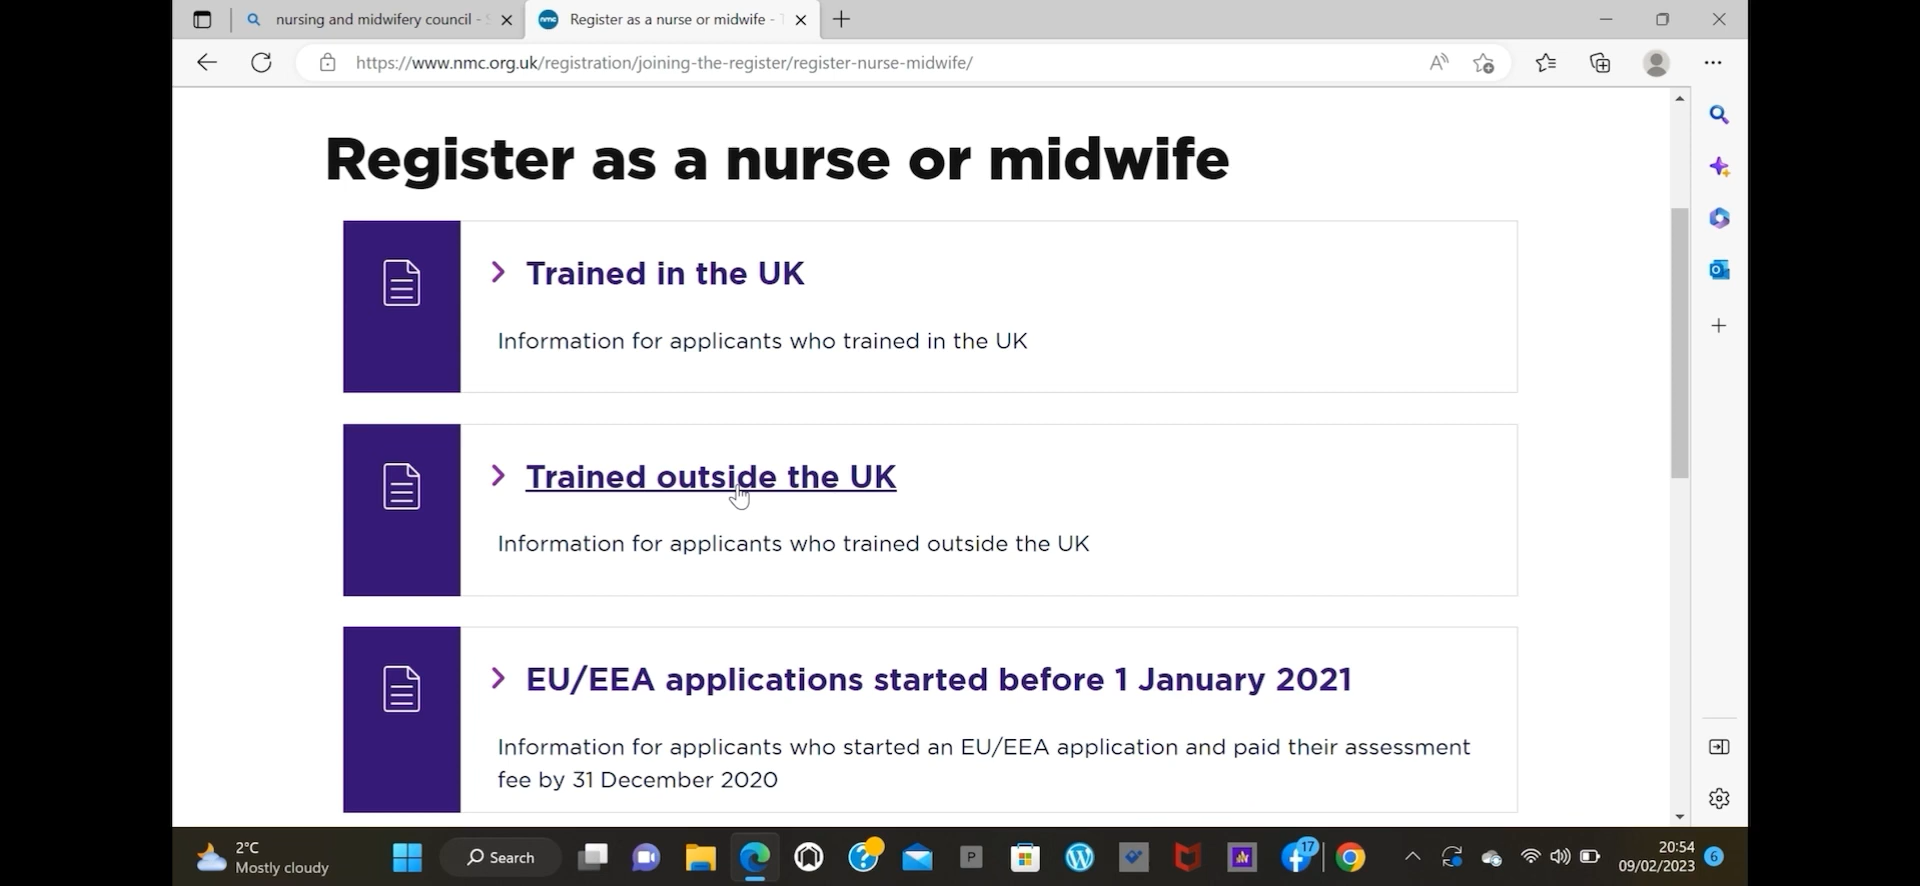 nursing and midwifery council -
nmc Register as a nurse or midwife -
https://www.nmc.org.uk/registration/joining-the-register/register-nurse-midwife/
Register as a nurse or midwife
Trained in the UK
Information for applicants who trained in the UK
Trained outside the UK
Information for applicants who trained outside the UK
EU/EEA applications started before 1 January 2021
Information for applicants who started an EU/EEA application and paid their assessment
fee by 31 December 2020
2°C
Mostly cloudy
Search
P
17
20:54
09/02/2023
6